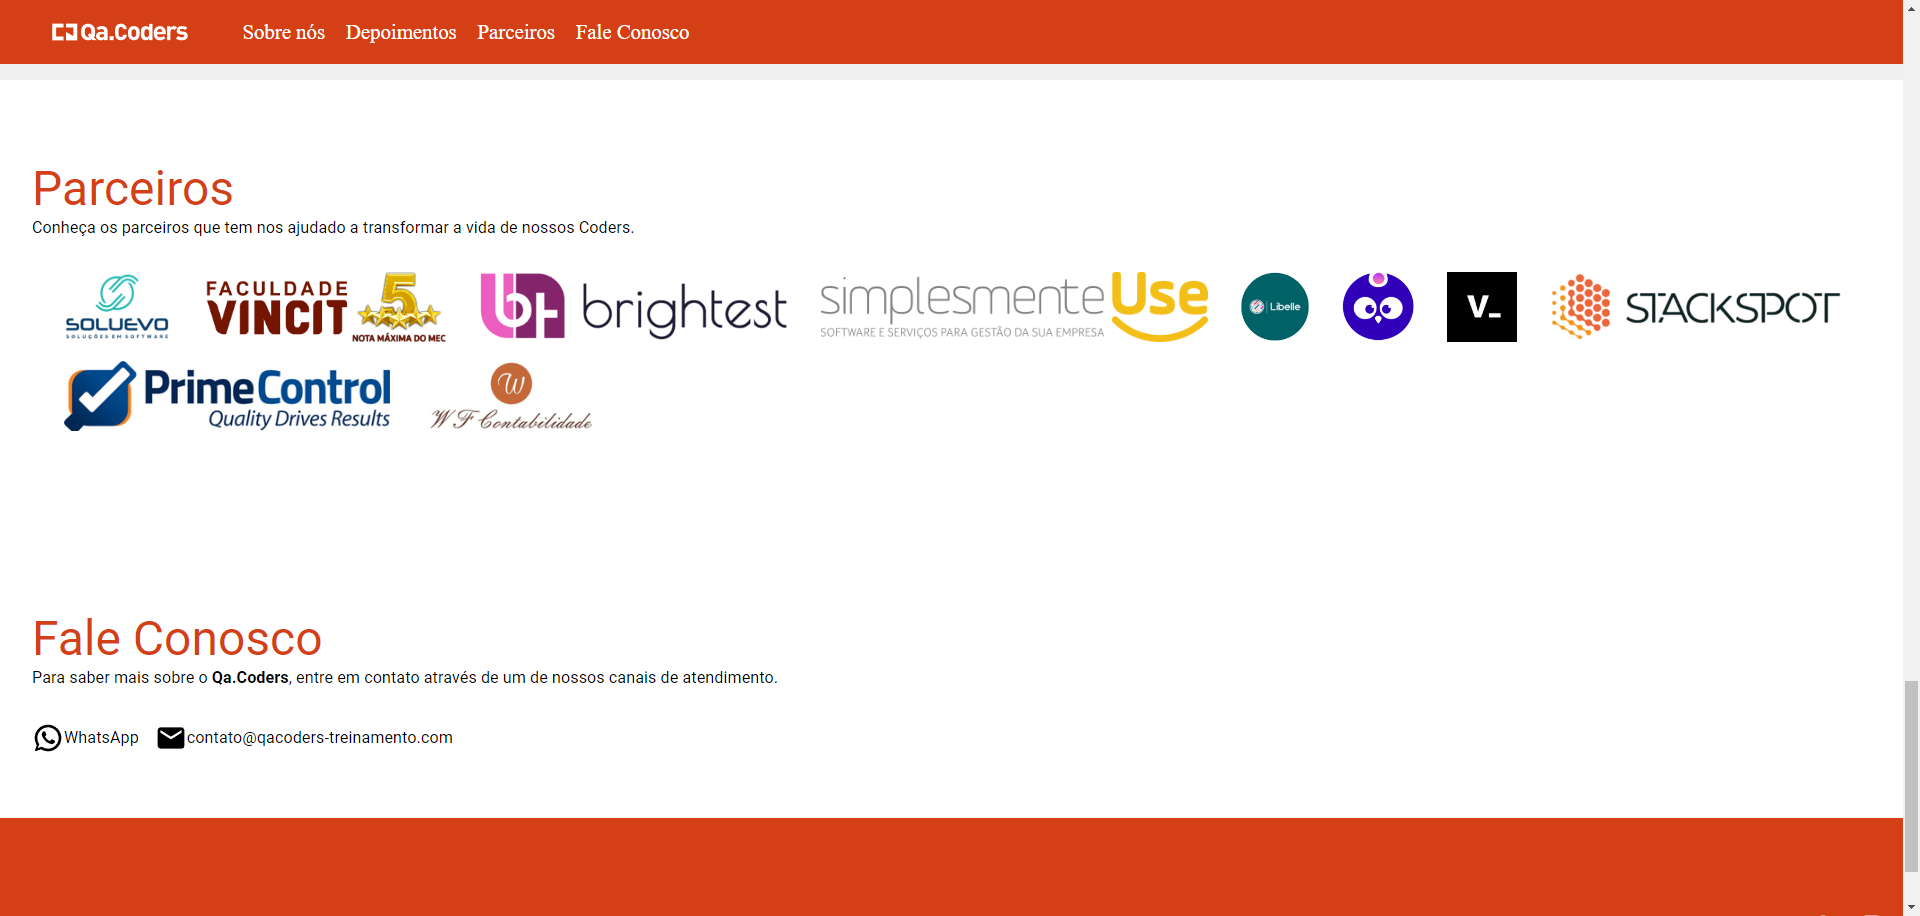 Qa.Coders Sobre nós Depoimentos Parceiros Fale Conosco
Parceiros
Conheça os parceiros que tem nos ajudado a transformar a vida de nossos Coders.
SOLUEVO
SOLUÇÕES EM SOFTWARE
FACULDADE
VINCIT
5
NOTA MÁXIMA DO MEC
brightest
simplesmente Use
SOFTWARE E SERVIÇOS PARA GESTÃO DA SUA EMPRESA
Libelle
V_
STACKSPOT
PrimeControl
Quality Drives Results
W
WF Contabilidade
Fale Conosco
Para saber mais sobre o Qa.Coders, entre em contato através de um de nossos canais de atendimento.
WhatsApp contato@qacoders-treinamento.com